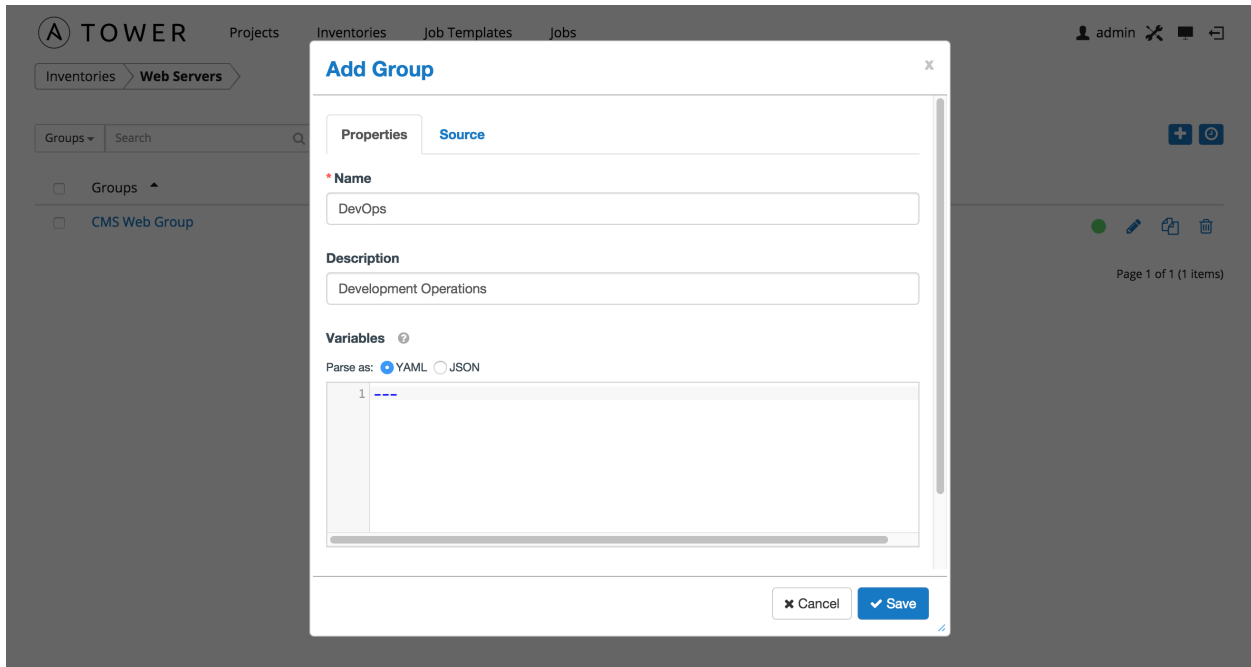 TOWER Projects Inventories Job Templates Jobs admin
Inventories Web Servers
Groups Search
Groups
CMS Web Group
Page 1 of 1 (1 items)
Add Group x
Properties Source
* Name
DevOps
Description
Development Operations
Variables ?
Parse as: YAML JSON
1 ---
Cancel Save